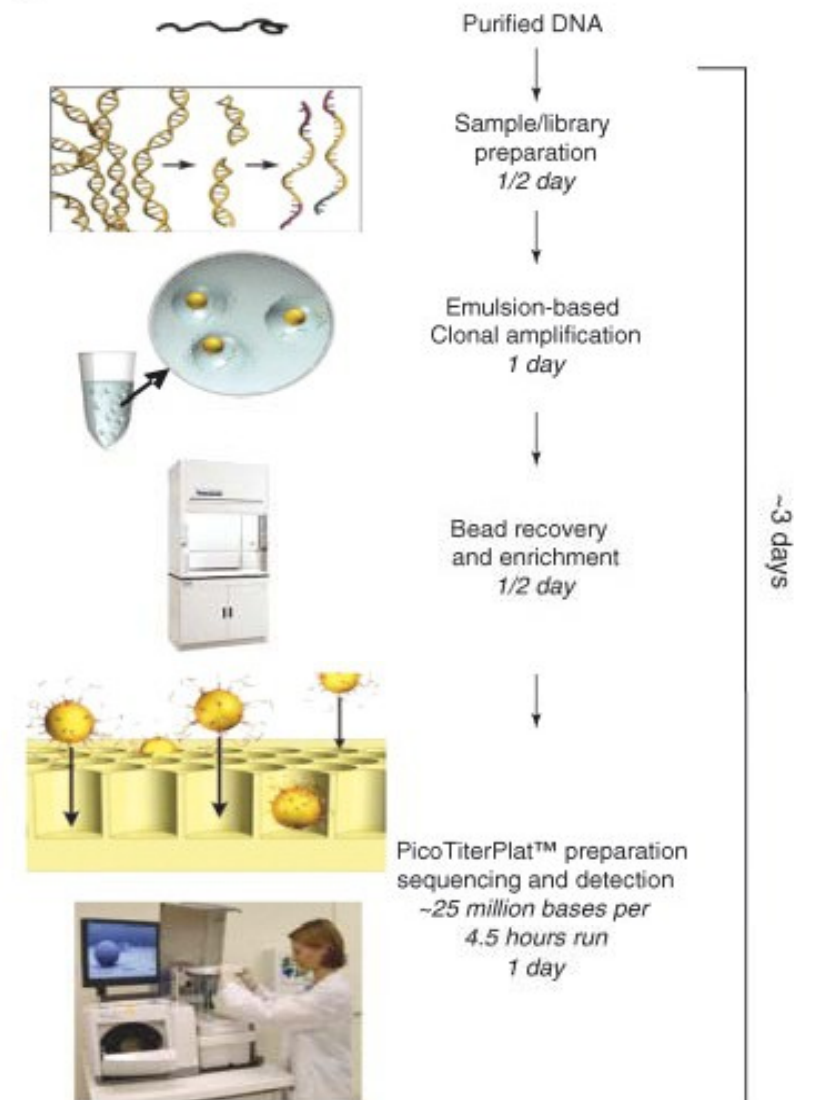 Purified DNA
Sample/library
preparation
1/2 day
Emulsion-based
Clonal amplification
1 day
Bead recovery
and enrichment
1/2 day
~3 days
PicoTiterPlat™ preparation
sequencing and detection
~25 million bases per
4.5 hours run
1 day